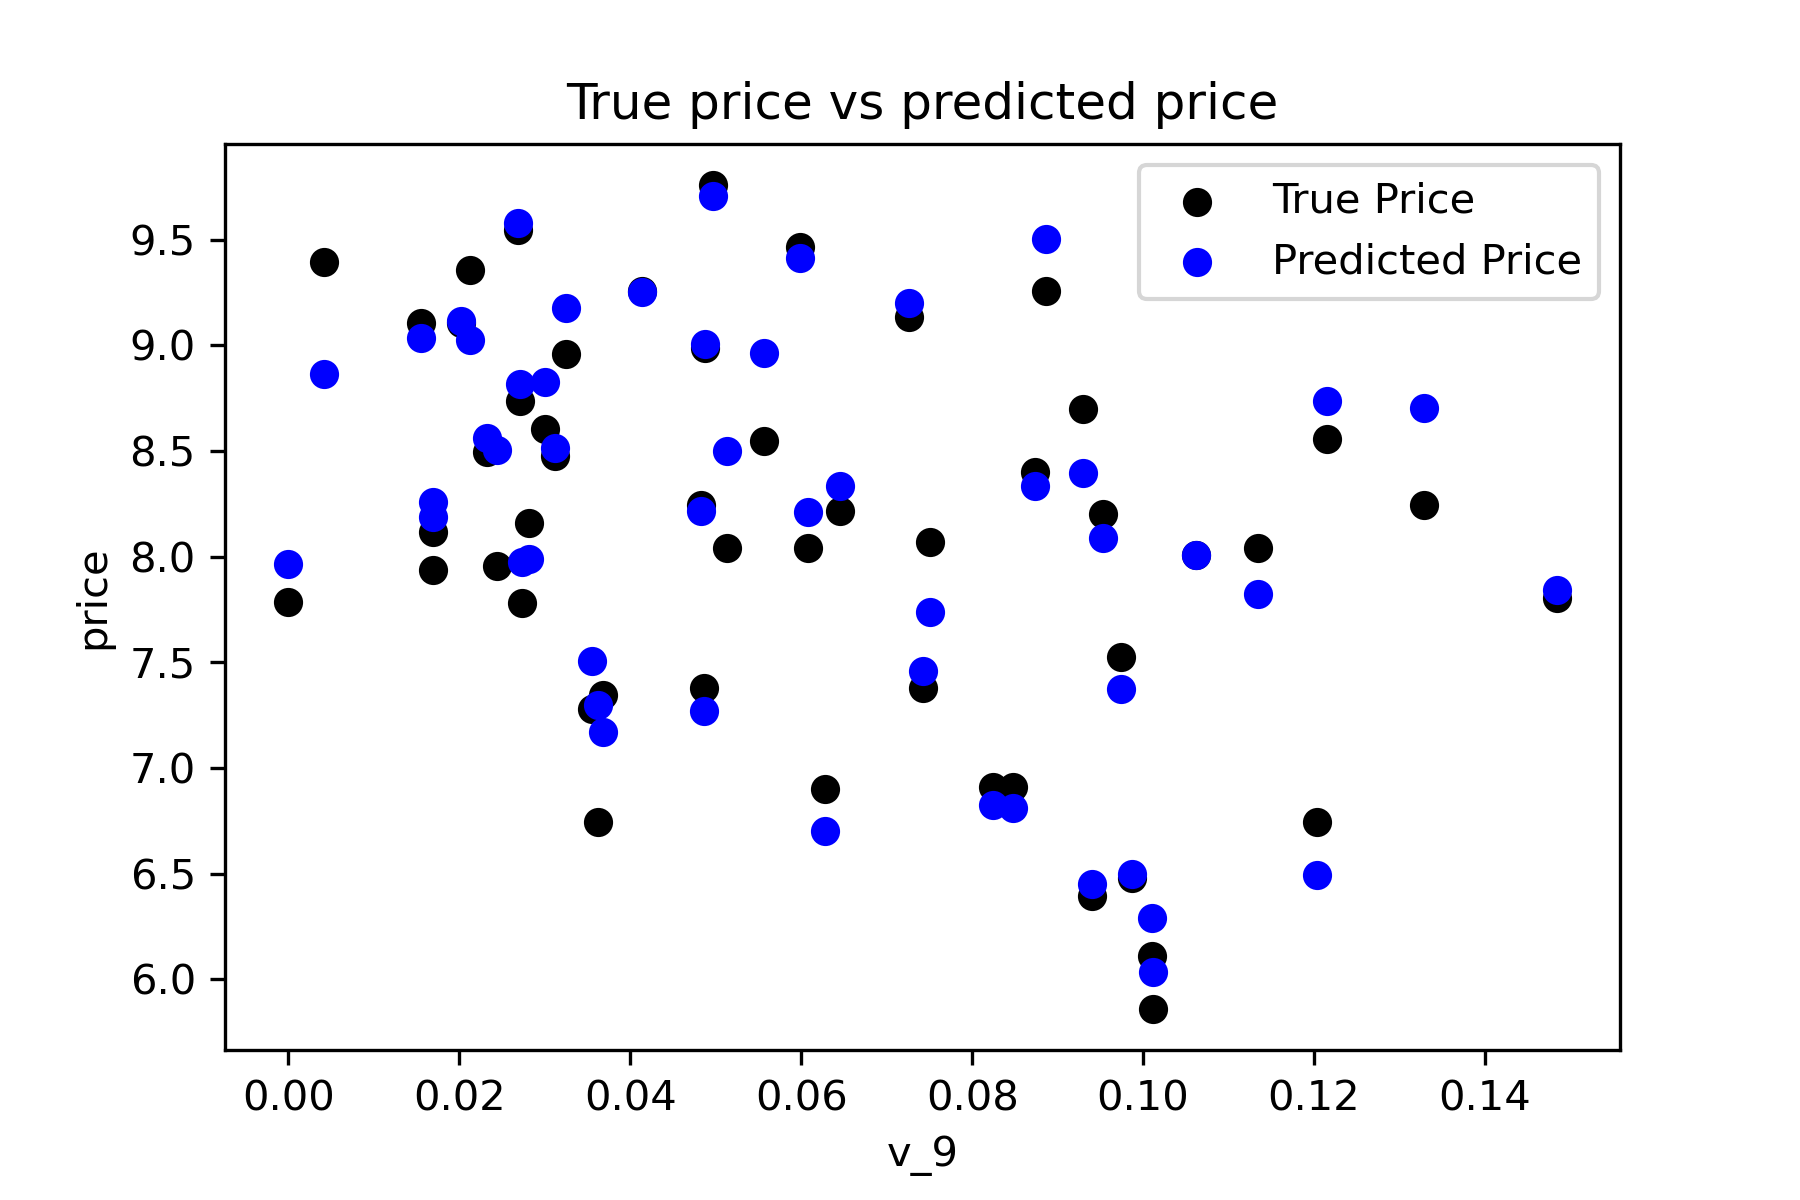 True price vs predicted price
True Price
Predicted Price
9.5
9.0
8.5
8.0
7.5
7.0
6.5
6.0
price
0.00 0.02 0.04 0.06 0.08 0.10 0.12 0.14
v_9